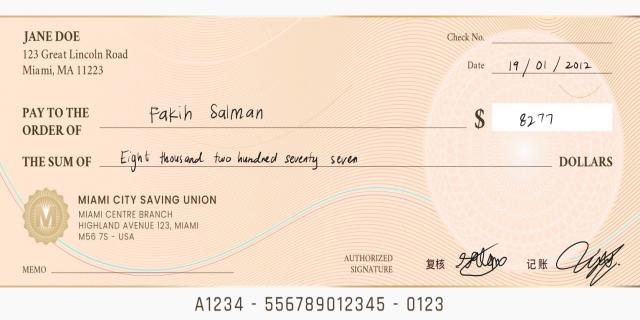 JANE DOE
123 Great Lincoln Road
Miami, MA 11223
Check No.
Date 19/01/2012
PAY TO THE ORDER OF Fakih Salman
$ 8277
THE SUM OF Eight thousand two hundred seventy seven DOLLARS
M
MIAMI CITY SAVING UNION
MIAMI CENTRE BRANCH
HIGHLAND AVENUE 123, MIAMI
M56 7S - USA
MEMO
AUTHORIZED SIGNATURE
复核
记账
A1234 - 556789012345 - 0123